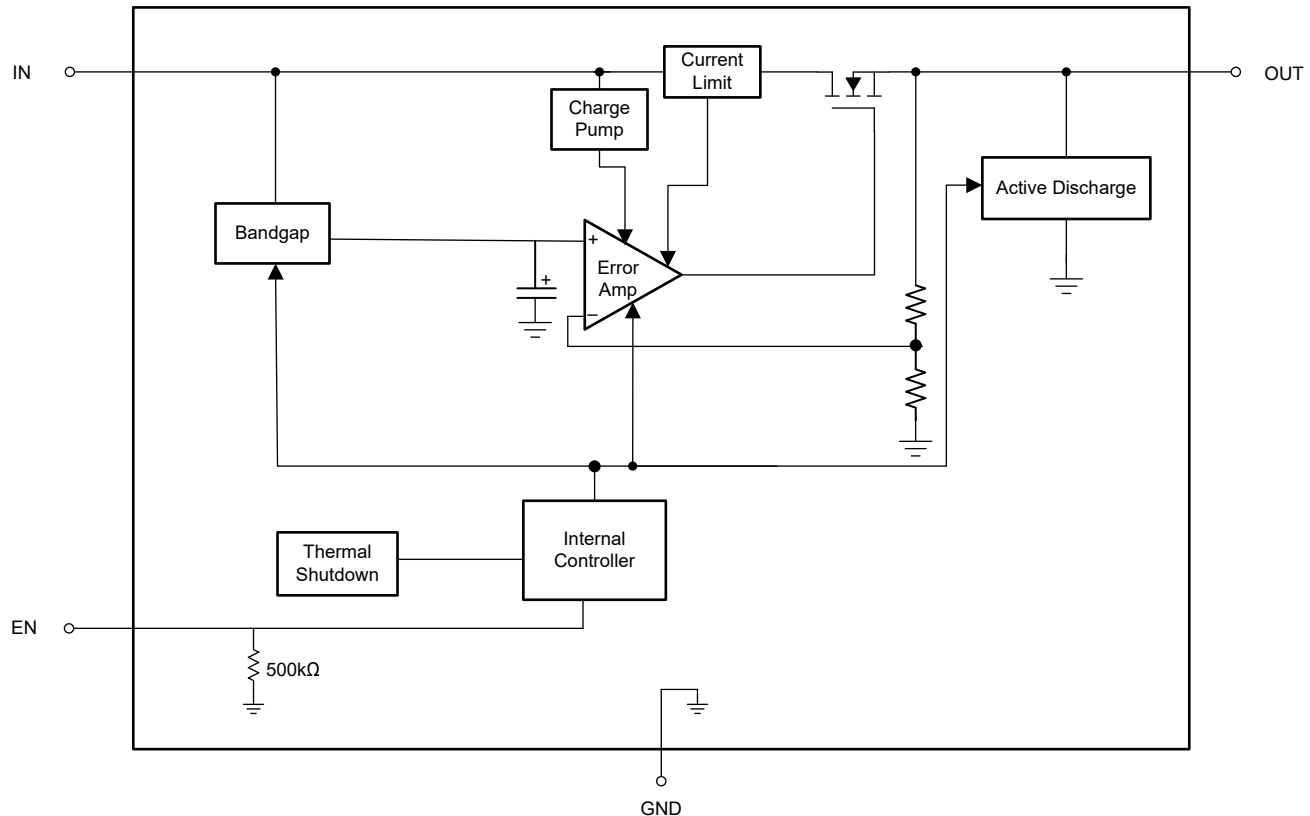 IN
Current
Limit
OUT
Charge
Pump
Active Discharge
Bandgap
+
Error
Amp
+
−
Internal
Controller
Thermal
Shutdown
EN
500kΩ
GND